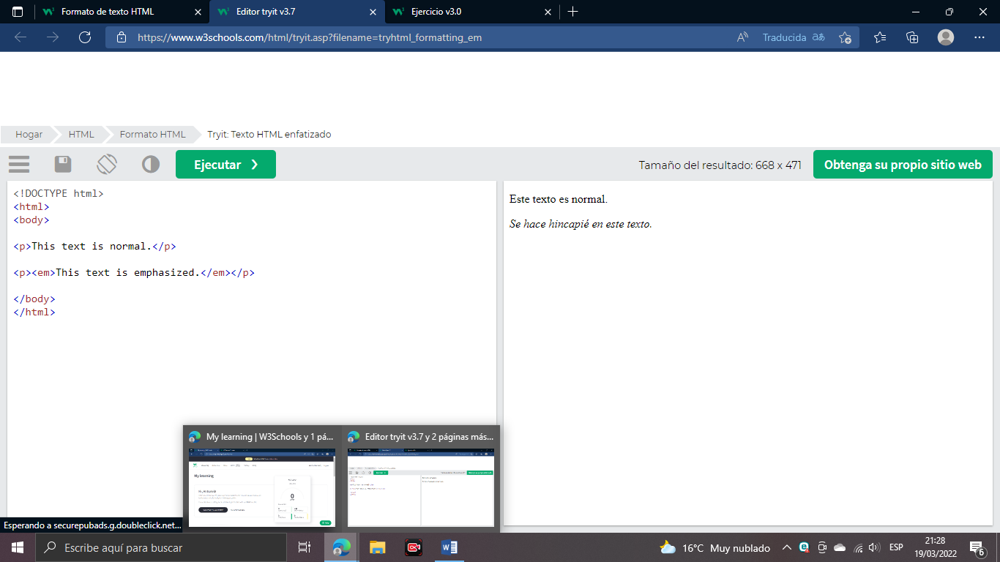 Formato de texto HTML
Editor tryit v3.7
Ejercicio v3.0
https://www.w3schools.com/html/tryit.asp?filename=tryhtml_formatting_em
Traducida
Hogar
HTML
Formato HTML
Tryit: Texto HTML enfatizado
Ejecutar ❯
Tamaño del resultado: 668 x 471
Obtenga su propio sitio web
<!DOCTYPE html>
<html>
<body>
<p>This text is normal.</p>
<p><em>This text is emphasized.</em></p>
</body>
</html>
Este texto es normal.
Se hace hincapié en este texto.
My learning | W3Schools y 1 pá...
Editor tryit v3.7 y 2 páginas más...
My learning
0
Esperando a securepubads.g.doubleclick.net...
Escribe aquí para buscar
16°C Muy nublado
ESP
21:28
19/03/2022
6